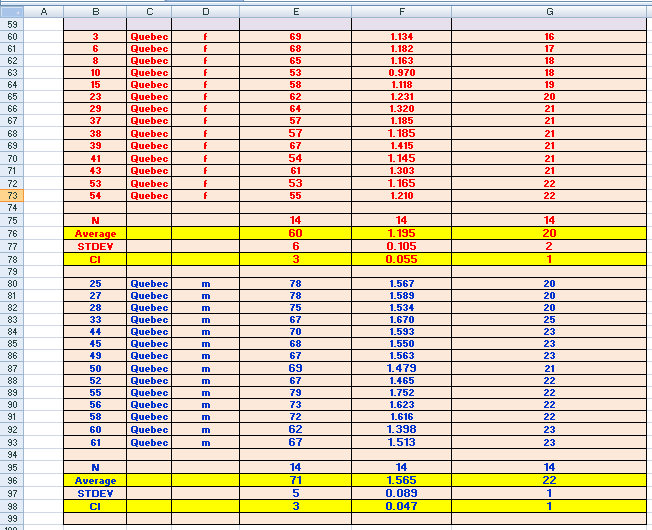 A B C D E F G
59
60 3 Quebec f 69 1.134 16
61 6 Quebec f 68 1.182 17
62 8 Quebec f 65 1.163 18
63 10 Quebec f 53 0.970 18
64 15 Quebec f 58 1.118 19
65 23 Quebec f 62 1.231 20
66 29 Quebec f 64 1.320 21
67 37 Quebec f 57 1.185 21
68 38 Quebec f 57 1.185 21
69 39 Quebec f 67 1.415 21
70 41 Quebec f 54 1.145 21
71 43 Quebec f 61 1.303 21
72 53 Quebec f 53 1.165 22
73 54 Quebec f 55 1.210 22
74
75 N 14 14 14
76 Average 60 1.195 20
77 STDEV 6 0.105 2
78 CI 3 0.055 1
79
80 25 Quebec m 78 1.567 20
81 27 Quebec m 78 1.589 20
82 28 Quebec m 75 1.534 20
83 33 Quebec m 67 1.670 25
84 44 Quebec m 70 1.593 23
85 45 Quebec m 68 1.550 23
86 49 Quebec m 67 1.563 23
87 50 Quebec m 69 1.479 21
88 52 Quebec m 67 1.465 22
89 55 Quebec m 79 1.752 22
90 56 Quebec m 73 1.623 22
91 58 Quebec m 72 1.616 22
92 60 Quebec m 62 1.398 23
93 61 Quebec m 67 1.513 23
94
95 N 14 14 14
96 Average 71 1.565 22
97 STDEV 5 0.089 1
98 CI 3 0.047 1
99